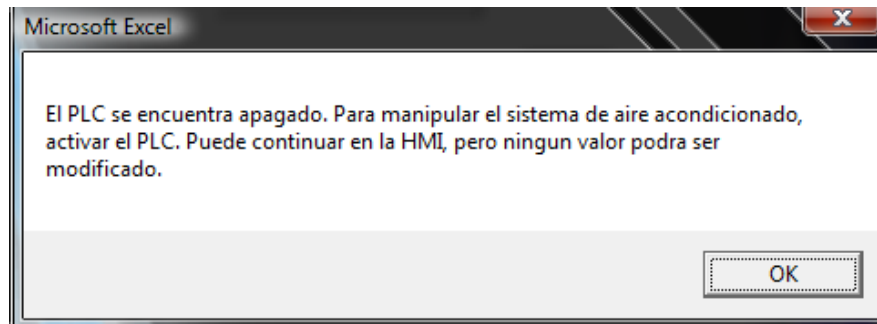 Microsoft Excel
El PLC se encuentra apagado. Para manipular el sistema de aire acondicionado,
activar el PLC. Puede continuar en la HMI, pero ningun valor podra ser
modificado.
OK